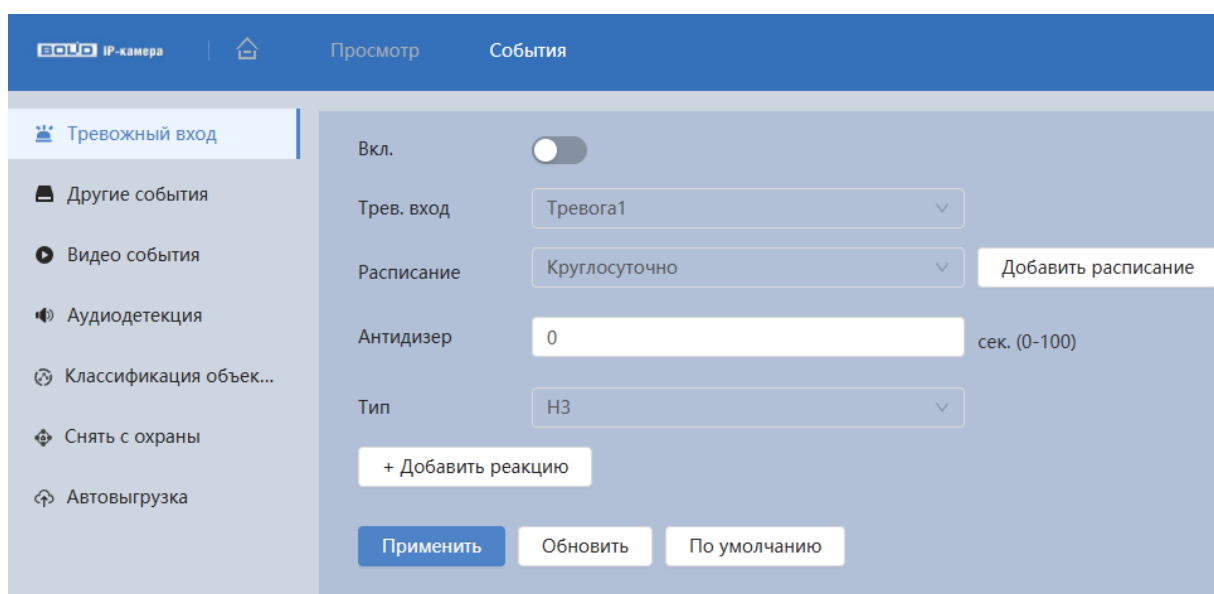 BOLID IP-камера Просмотр События
Тревожный вход
Другие события
Видео события
Аудиодетекция
Классификация объек...
Снять с охраны
Автовыгрузка
Вкл.
Трев. вход Тревога1
Расписание Круглосуточно Добавить расписание
Антидизер 0 сек. (0-100)
Тип НЗ
+ Добавить реакцию
Применить Обновить По умолчанию